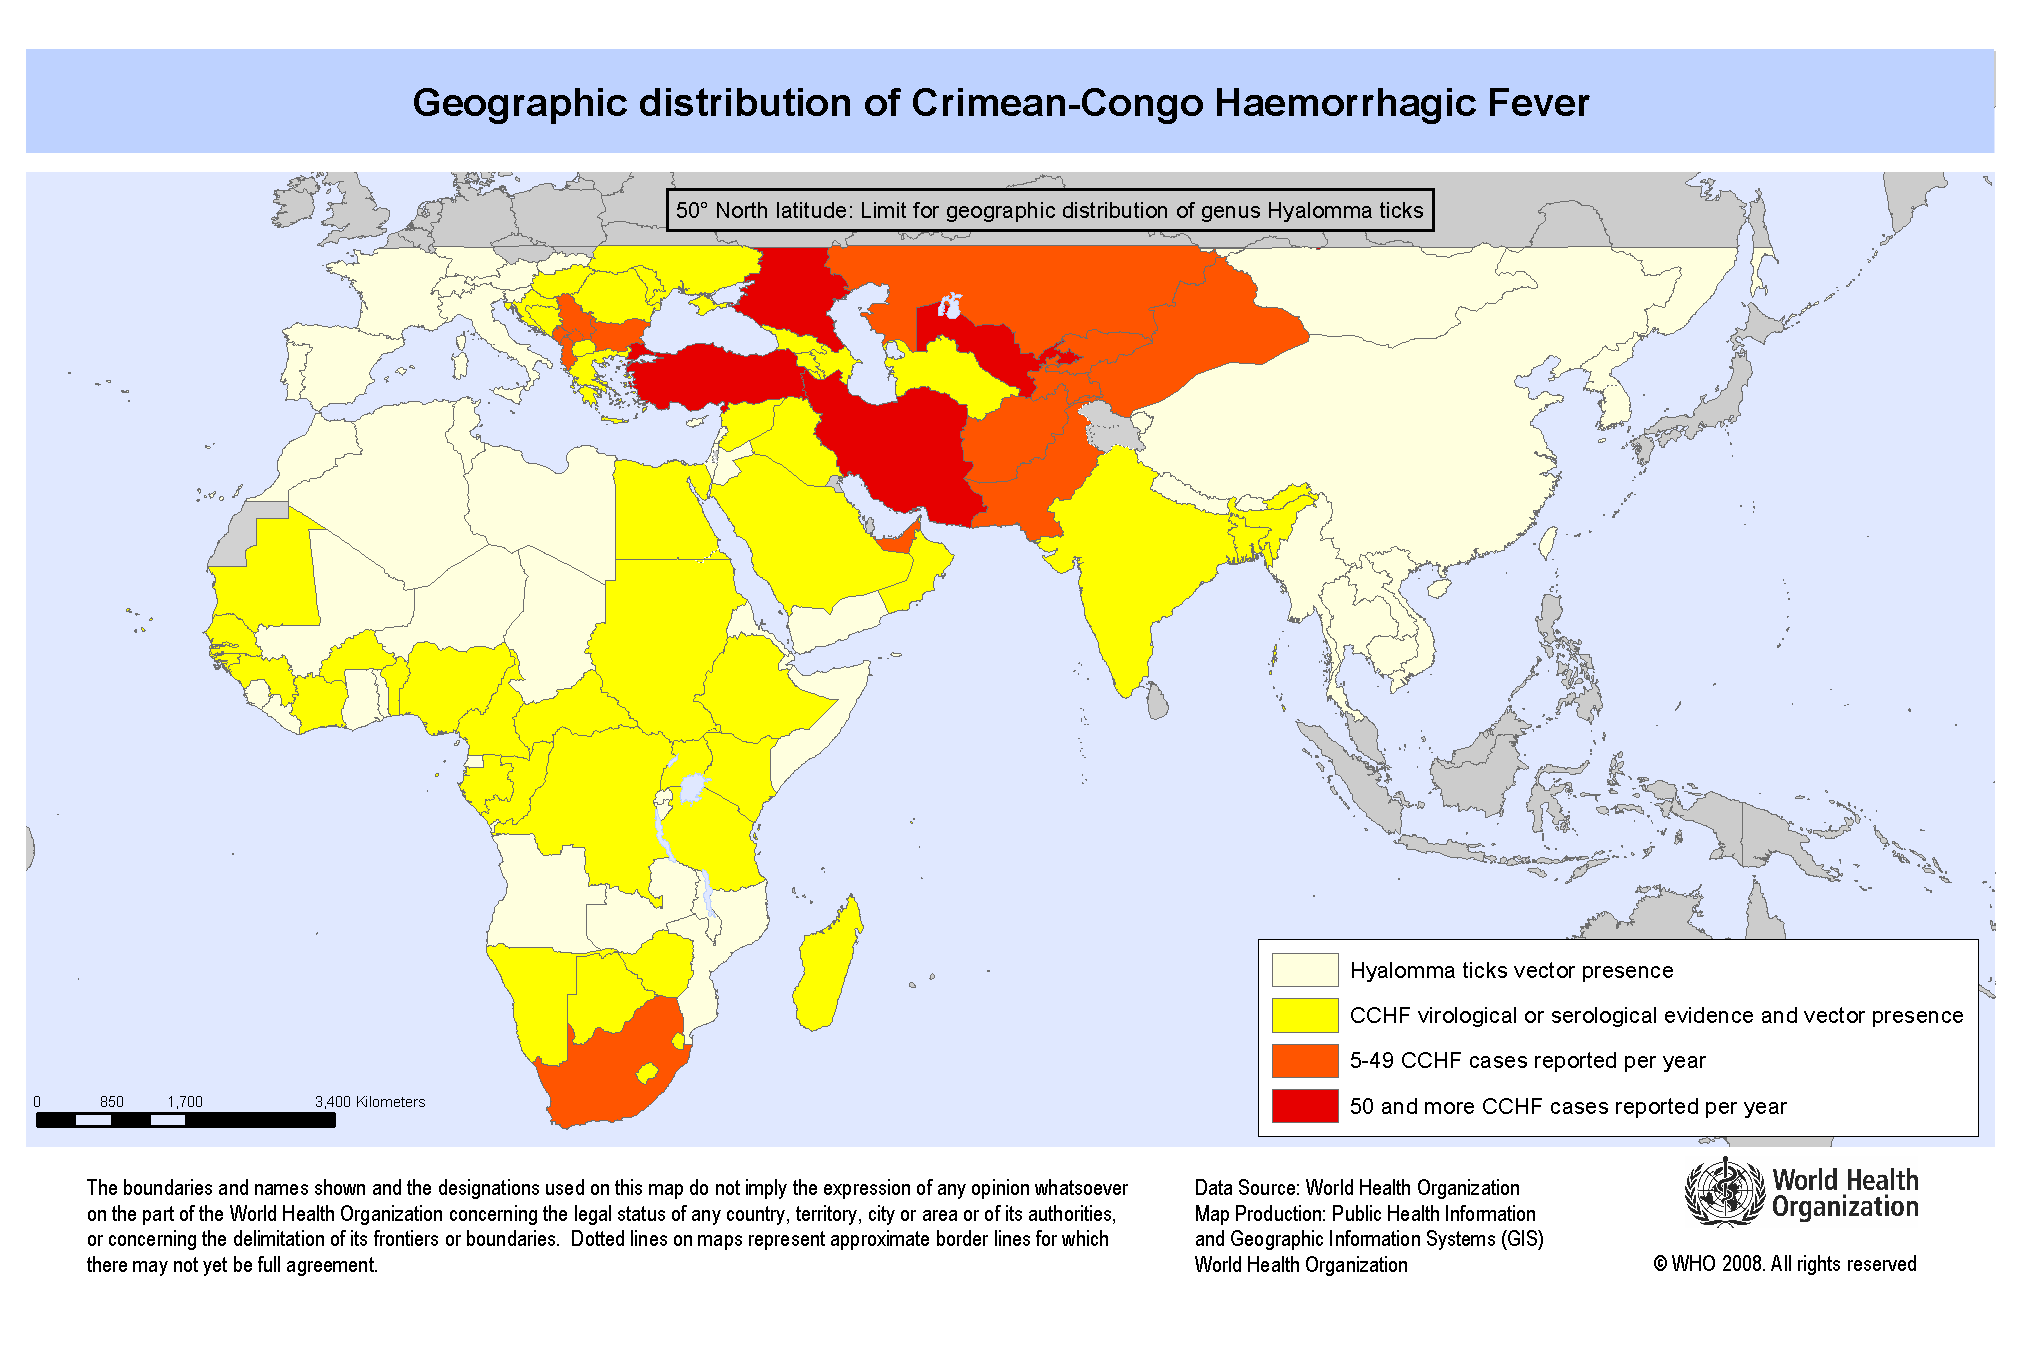 Geographic distribution of Crimean-Congo Haemorrhagic Fever
50° North latitude: Limit for geographic distribution of genus Hyalomma ticks
Hyalomma ticks vector presence
CCHF virological or serological evidence and vector presence
5-49 CCHF cases reported per year
50 and more CCHF cases reported per year
0 850 1,700 3,400 Kilometers
The boundaries and names shown and the designations used on this map do not imply the expression of any opinion whatsoever
on the part of the World Health Organization concerning the legal status of any country, territory, city or area or of its authorities,
or concerning the delimitation of its frontiers or boundaries. Dotted lines on maps represent approximate border lines for which
there may not yet be full agreement.
Data Source: World Health Organization
Map Production: Public Health Information
and Geographic Information Systems (GIS)
World Health Organization
World Health
Organization
© WHO 2008. All rights reserved